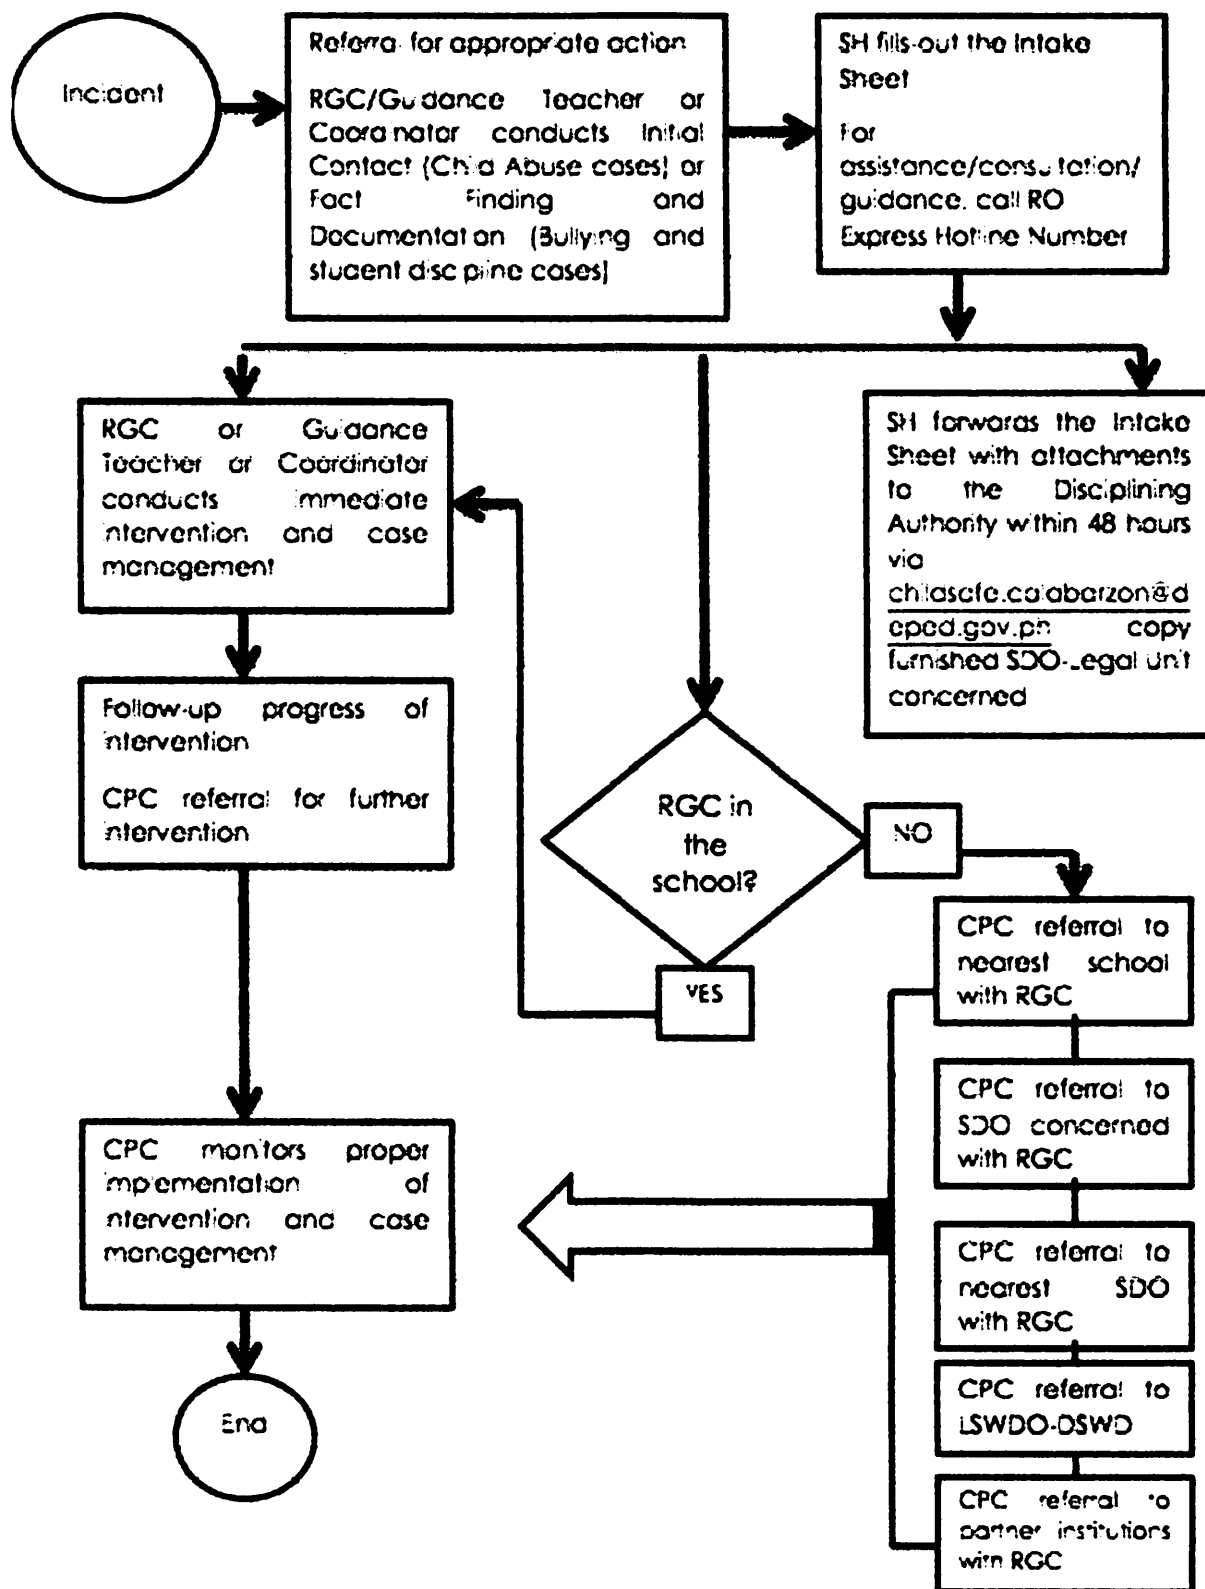 Incident
Referral for appropriate action
RGC/Guidance Teacher or
Coordinator conducts Initial
Contact (Child Abuse cases) or
Fact Finding and
Documentation (Bullying and
student discipline cases)
SH fills-out the Intake
Sheet
For
assistance/consultation/
guidance, call RO
Express Hotline Number
RGC or Guidance
Teacher or Coordinator
conducts immediate
intervention and case
management
SH forwards the Intake
Sheet with attachments
to the Disciplining
Authority within 48 hours
via
childsafe.calabarzon@d
eped.gov.ph copy
furnished SDO-Legal Unit
concerned
Follow-up progress of
intervention
CPC referral for further
intervention
RGC in
the
school?
NO
YES
CPC referral to
nearest school
with RGC
CPC referral to
SDO concerned
with RGC
CPC monitors proper
implementation of
intervention and case
management
CPC referral to
nearest SDO
with RGC
CPC referral to
LSWDO-DSWD
End
CPC referral to
partner institutions
with RGC